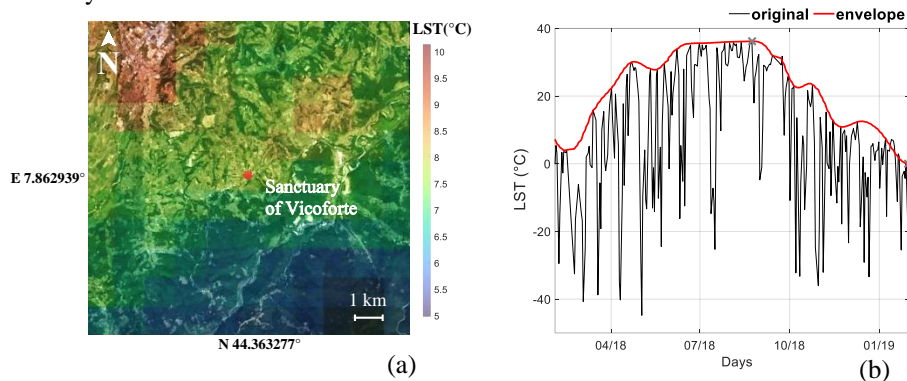 LST(°C)
N
10
9.5
9
8.5
8
7.5
7
6.5
6
5.5
5
E 7.862939°
Sanctuary
of Vicoforte
1 km
N 44.363277°
(a)
original envelope
40
20
0
-20
-40
LST (°C)
04/18 07/18 10/18 01/19
Days
(b)